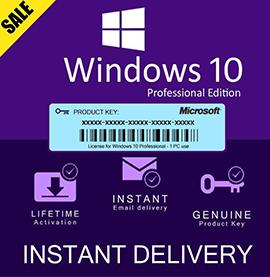 SALE
Windows 10
Professional Edition
PRODUCT KEY: Microsoft
XXXXX-XXXXX-XXXXX-XXXXX-XXXXX
License for Windows 10 Professional - 1 PC use
LIFETIME
Activation
INSTANT
Email delivery
GENUINE
Product Key
INSTANT DELIVERY